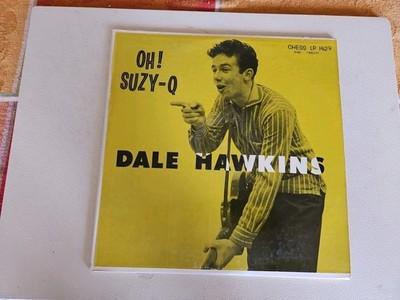 OH!
SUZY-Q
CHESS LP 1429
DALE HAWKINS